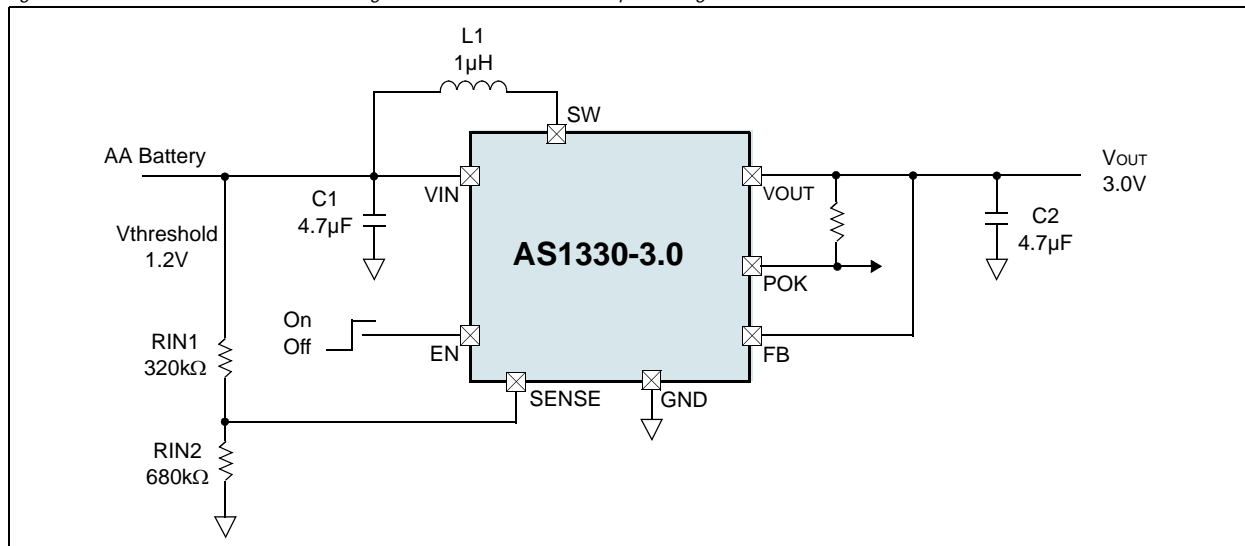 L1
1µH
SW
AA Battery
VIN
C1
4.7µF
Vthreshold
1.2V
AS1330-3.0
VOUT
VOUT
3.0V
C2
4.7µF
POK
On
Off
EN
FB
RIN1
320kΩ
SENSE
GND
RIN2
680kΩ